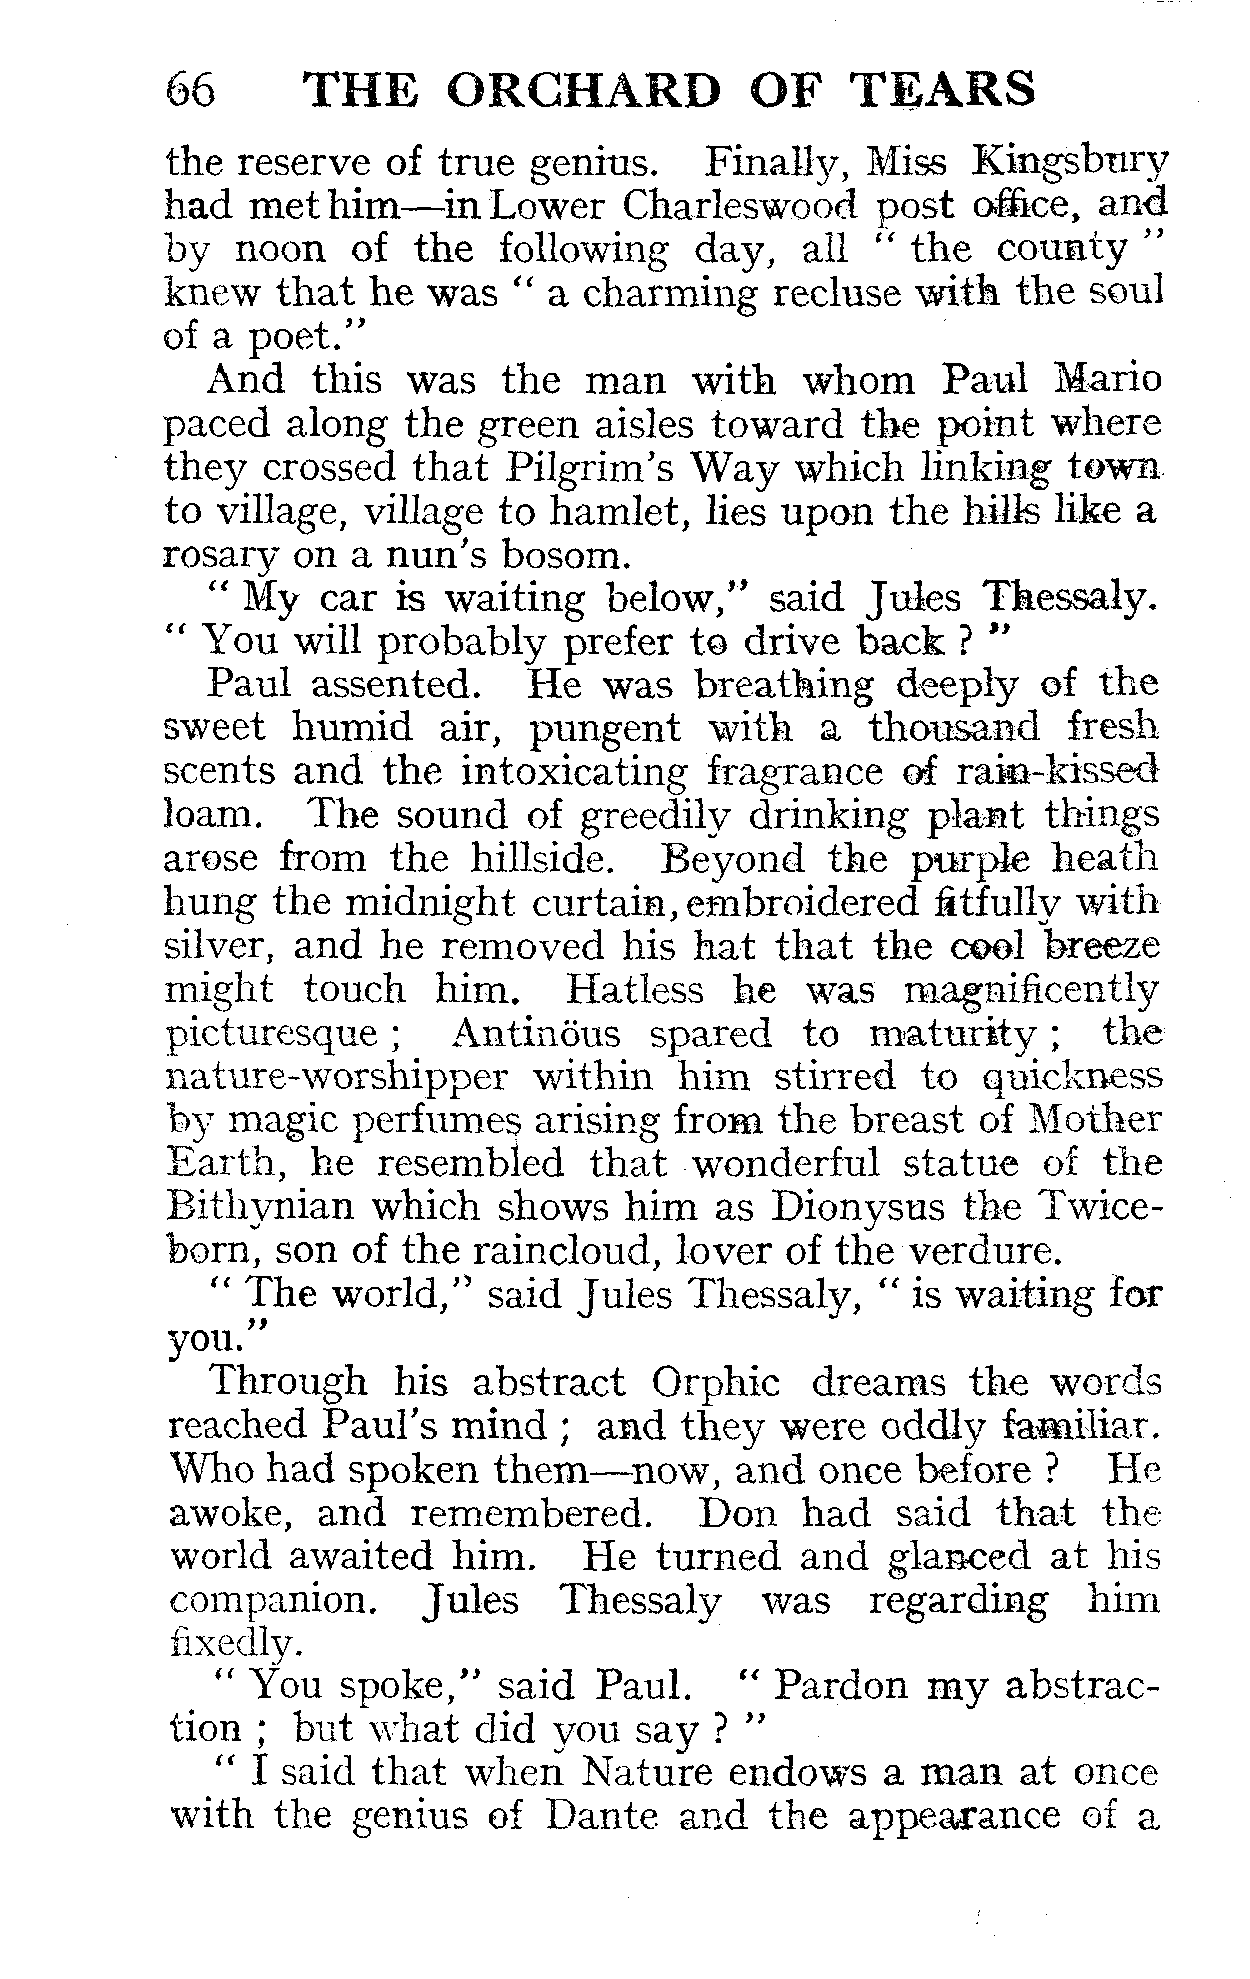 66 THE ORCHARD OF TEARS
the reserve of true genius. Finally, Miss Kingsbury
had met him—in Lower Charleswood post office, and
by noon of the following day, all " the county "
knew that he was " a charming recluse with the soul
of a poet."
And this was the man with whom Paul Mario
paced along the green aisles toward the point where
they crossed that Pilgrim's Way which linking town
to village, village to hamlet, lies upon the hills like a
rosary on a nun's bosom.
" My car is waiting below," said Jules Thessaly.
" You will probably prefer to drive back ? "
Paul assented. He was breathing deeply of the
sweet humid air, pungent with a thousand fresh
scents and the intoxicating fragrance of rain-kissed
loam. The sound of greedily drinking plant things
arose from the hillside. Beyond the purple heath
hung the midnight curtain, embroidered fitfully with
silver, and he removed his hat that the cool breeze
might touch him. Hatless he was magnificently
picturesque ; Antinöus spared to maturity ; the
nature-worshipper within him stirred to quickness
by magic perfumes arising from the breast of Mother
Earth, he resembled that wonderful statue of the
Bithynian which shows him as Dionysus the Twice-
born, son of the raincloud, lover of the verdure.
" The world," said Jules Thessaly, " is waiting for
you."
Through his abstract Orphic dreams the words
reached Paul's mind ; and they were oddly familiar.
Who had spoken them—now, and once before ? He
awoke, and remembered. Don had said that the
world awaited him. He turned and glanced at his
companion. Jules Thessaly was regarding him
fixedly.
" You spoke," said Paul. " Pardon my abstrac-
tion ; but what did you say ? "
" I said that when Nature endows a man at once
with the genius of Dante and the appearance of a